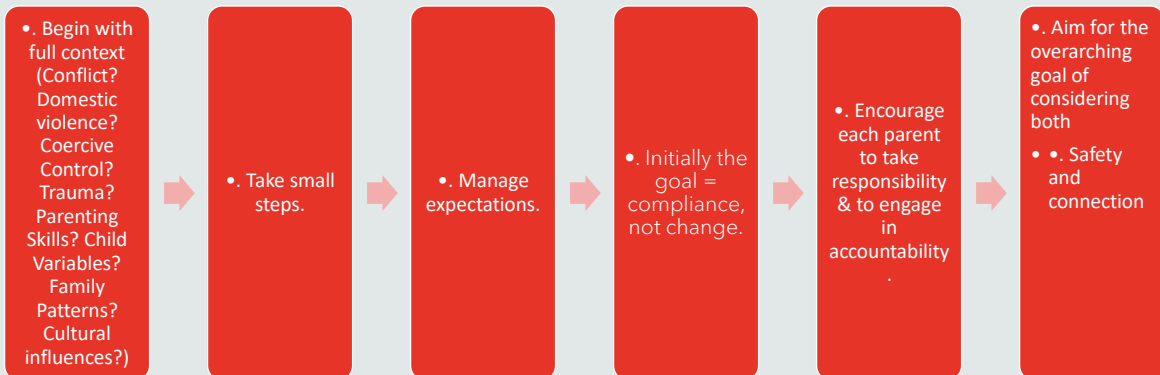 •. Begin with
full context
(Conflict?
Domestic
violence?
Coercive
Control?
Trauma?
Parenting
Skills? Child
Variables?
Family
Patterns?
Cultural
influences?)
•. Take small
steps.
•. Manage
expectations.
•. Initially the
goal =
compliance,
not change.
•. Encourage
each parent
to take
responsibility
& to engage
in
accountability
.
•. Aim for the
overarching
goal of
considering
both
• •. Safety
and
connection